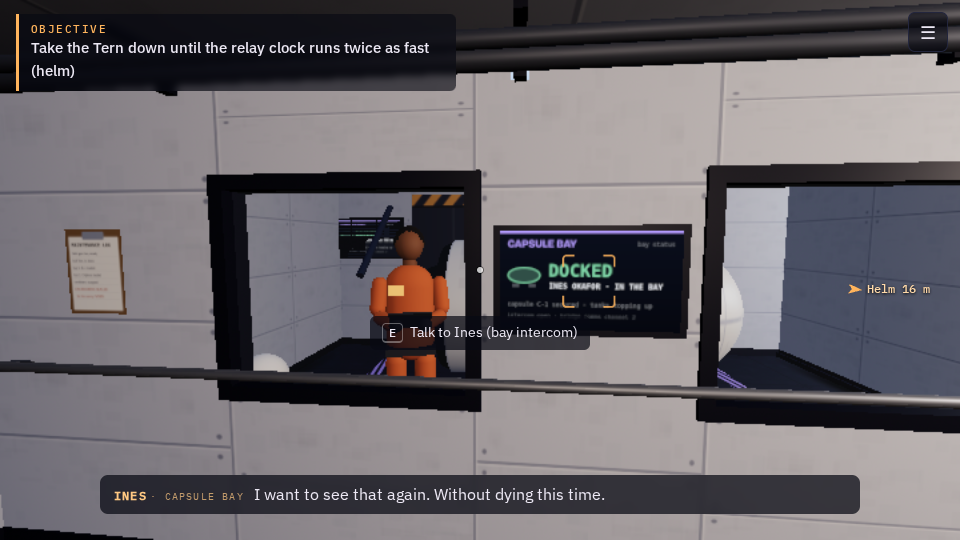 OBJECTIVE
Take the Tern down until the relay clock runs twice as fast
(helm)
☰
CAPSULE BAY
bay status
DOCKED
INES OKAFOR - IN THE BAY
capsule C-1
Helm 16 m
E Talk to Ines (bay intercom)
INES · CAPSULE BAY I want to see that again. Without dying this time.